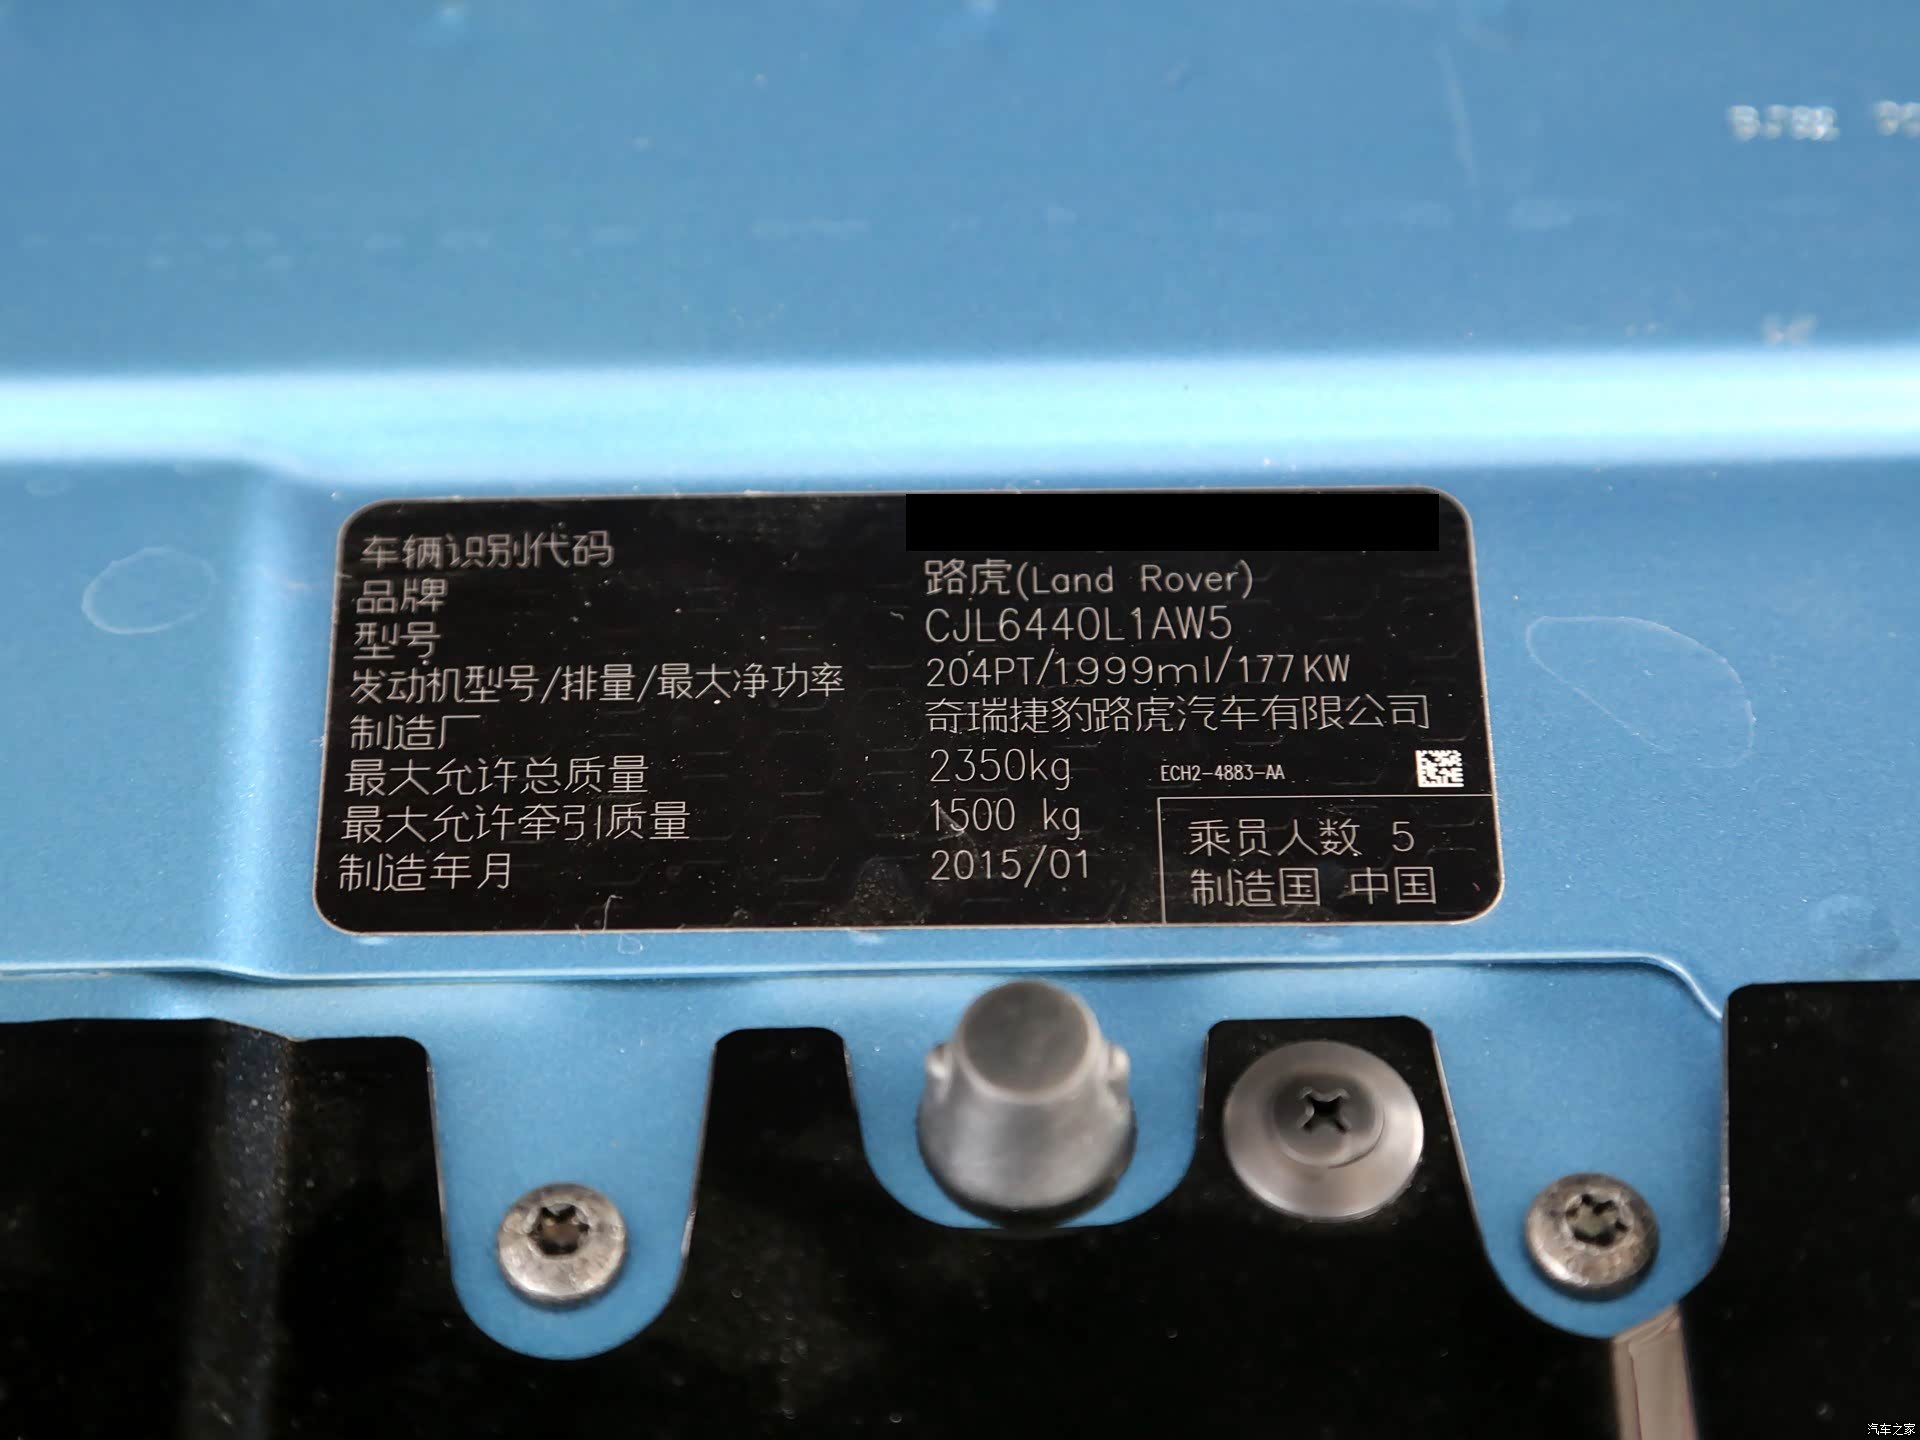 车辆识别代码
品牌 路虎(Land Rover)
型号 CJL6440L1AW5
发动机型号/排量/最大净功率 204PT/1999ml/177KW
制造厂 奇瑞捷豹路虎汽车有限公司
最大允许总质量 2350kg ECH2-4883-AA
最大允许牵引质量 1500 kg
制造年月 2015/01
乘员人数 5
制造国 中国
汽车之家